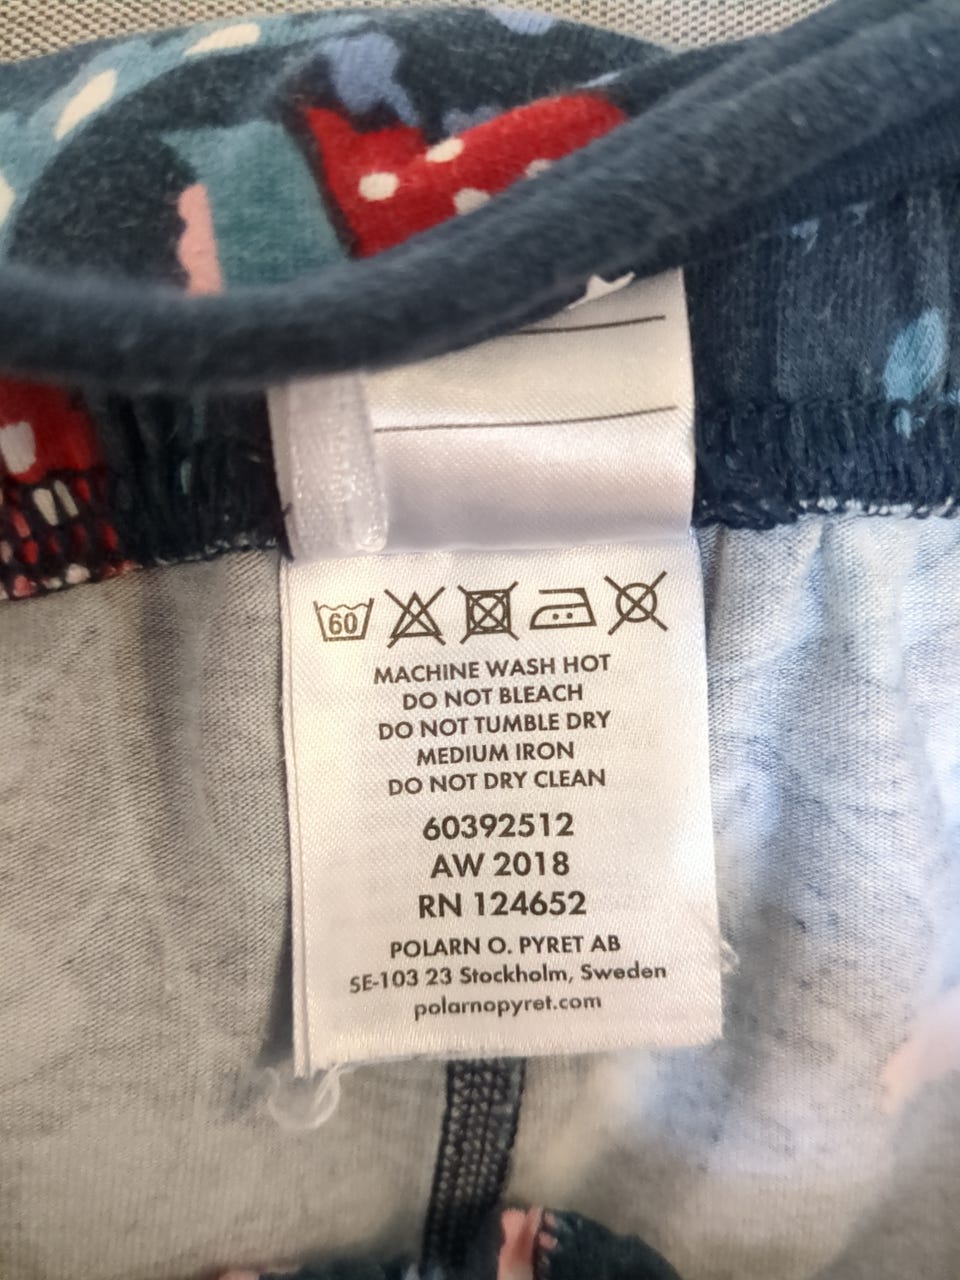 60
MACHINE WASH HOT
DO NOT BLEACH
DO NOT TUMBLE DRY
MEDIUM IRON
DO NOT DRY CLEAN
60392512
AW 2018
RN 124652
POLARN O. PYRET AB
SE-103 23 Stockholm, Sweden
polarnopyret.com